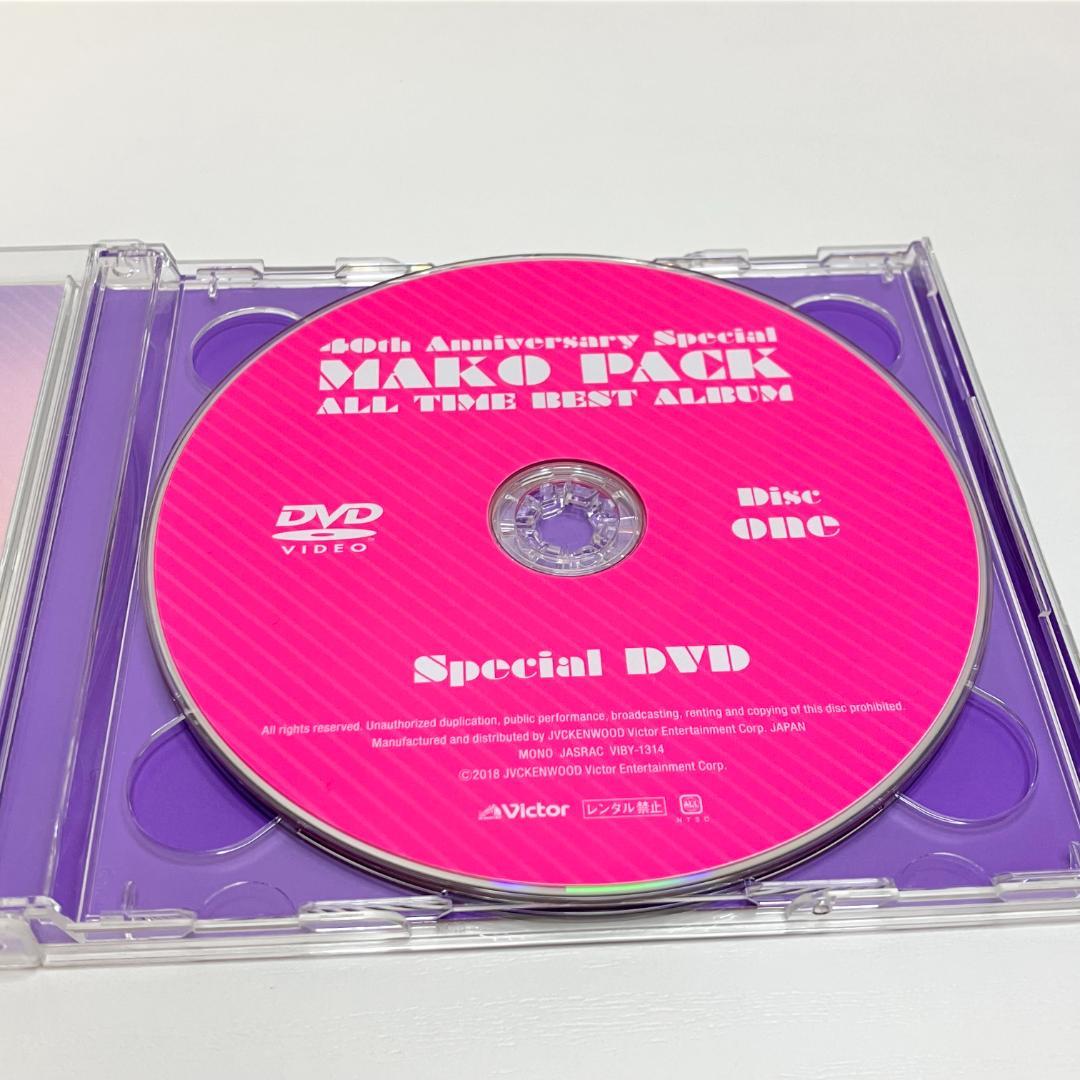 40th Anniversary Special
MAKO PACK
ALL TIME BEST ALBUM
DVD
VIDEO
Disc
one
Special DVD
All rights reserved. Unauthorized duplication, public performance, broadcasting, renting and copying of this disc prohibited.
Manufactured and distributed by JVCKENWOOD Victor Entertainment Corp. JAPAN
MONO JASRAC VIBY-1314
©2018 JVCKENWOOD Victor Entertainment Corp.
Victor レンタル禁止 ALL
NTSC